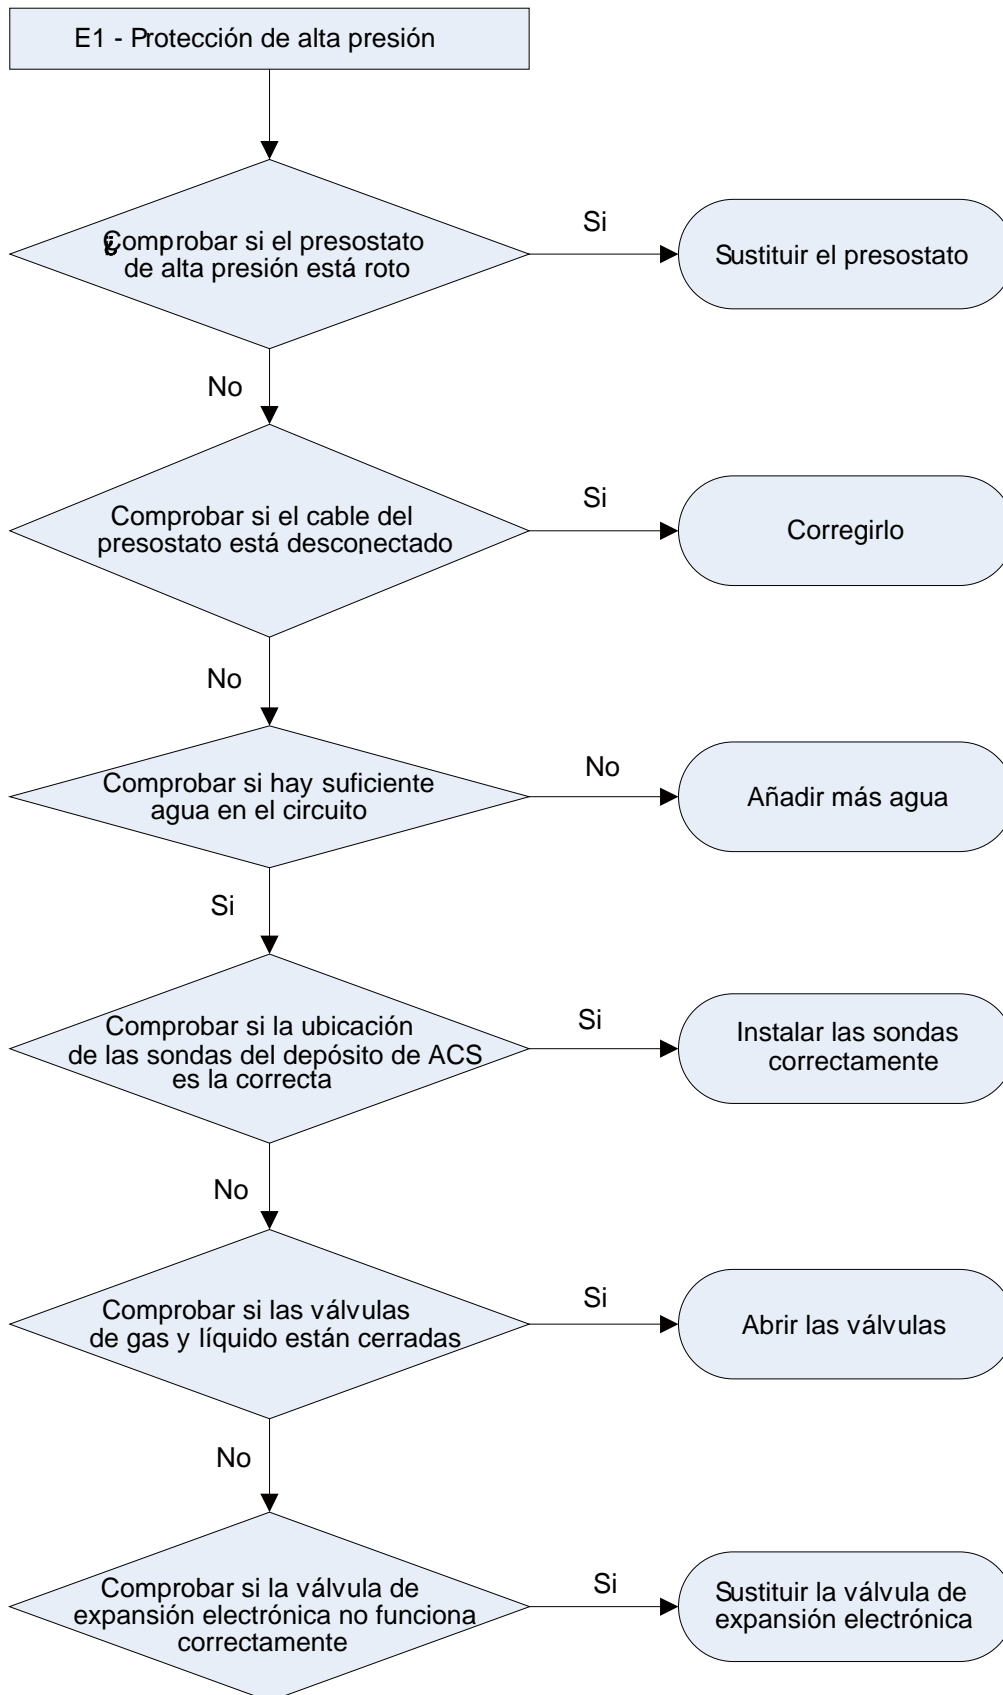 E1 - Protección de alta presión
Comprobar si el presostato
de alta presión está roto
Si
Sustituir el presostato
No
Comprobar si el cable del
presostato está desconectado
Si
Corregirlo
No
Comprobar si hay suficiente
agua en el circuito
No
Añadir más agua
Si
Comprobar si la ubicación
de las sondas del depósito de ACS
es la correcta
Si
Instalar las sondas
correctamente
No
Comprobar si las válvulas
de gas y líquido están cerradas
Si
Abrir las válvulas
No
Comprobar si la válvula de
expansión electrónica no funciona
correctamente
Si
Sustituir la válvula de
expansión electrónica